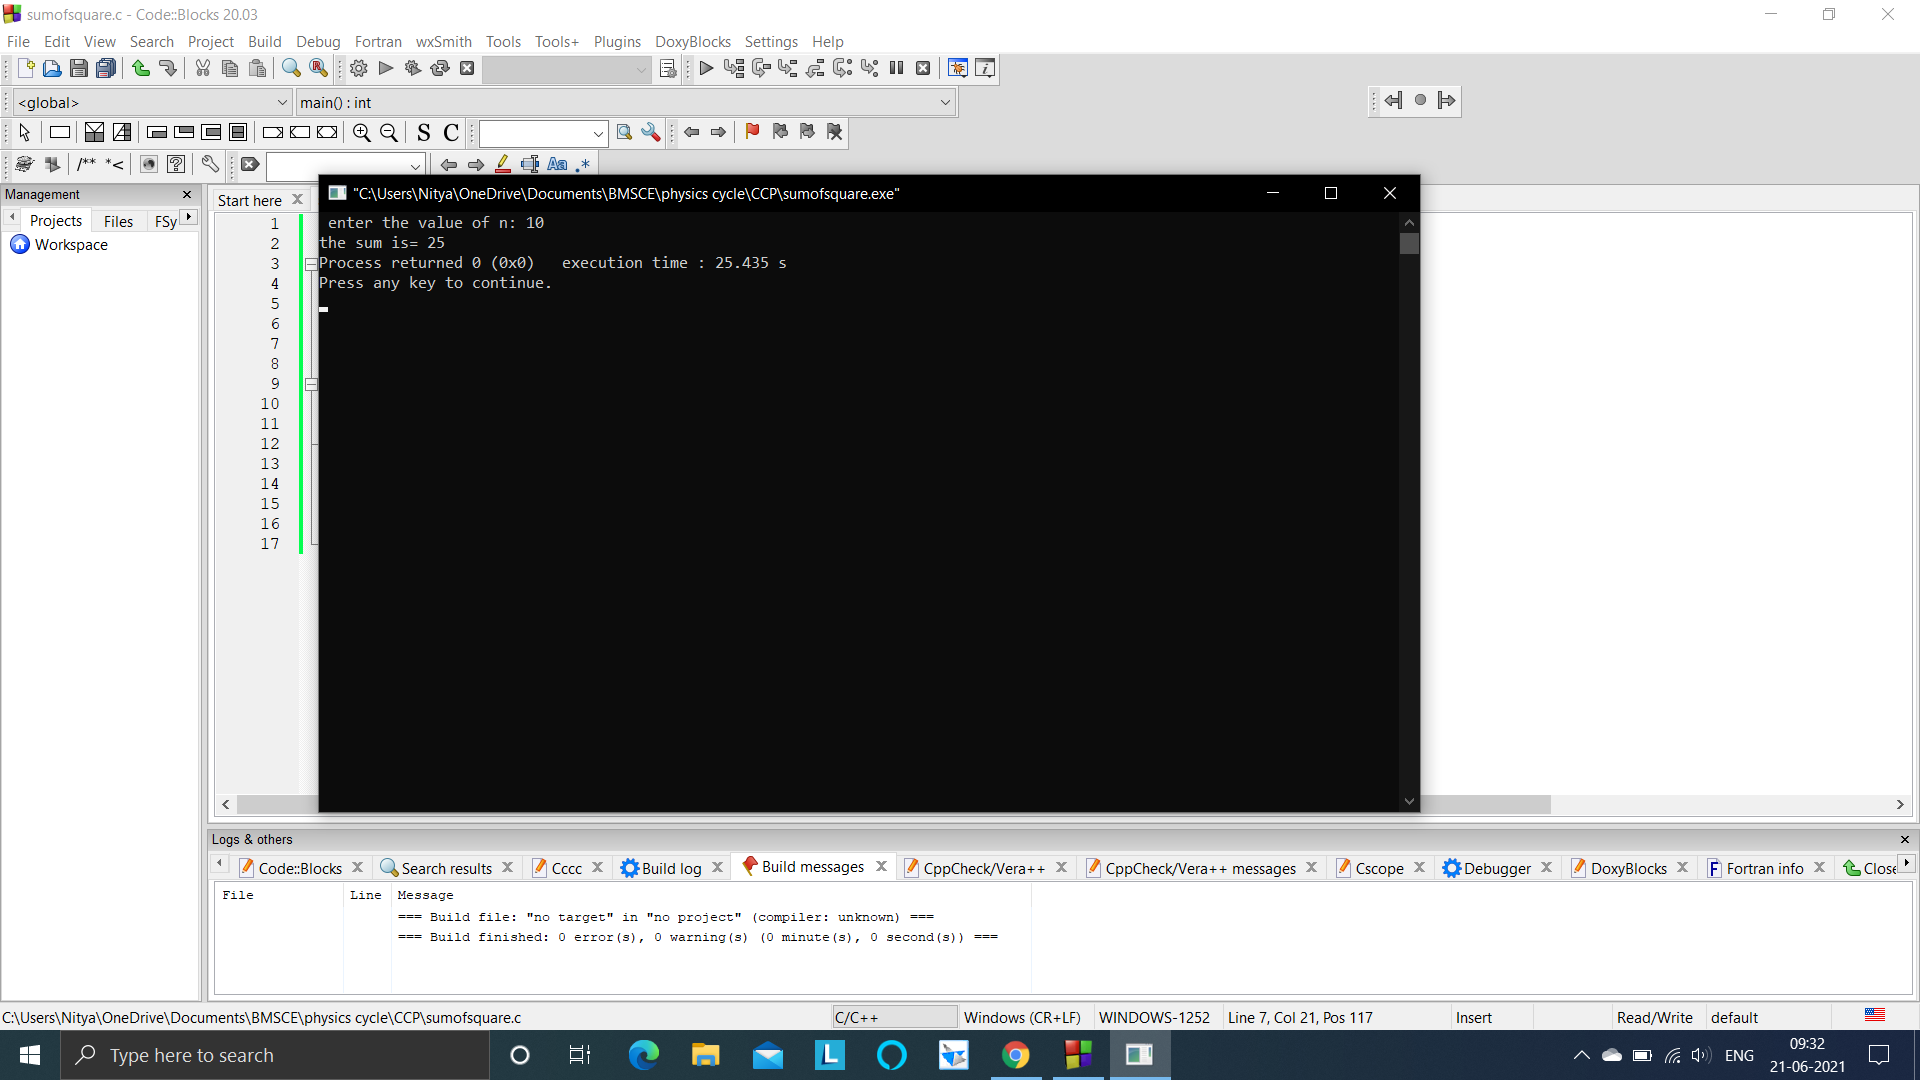 sumofsquare.c - Code::Blocks 20.03
File Edit View Search Project Build Debug Fortran wxSmith Tools Tools+ Plugins DoxyBlocks Settings Help
<global> main() : int
S C
/** *< Aa .*
Management
Projects Files FSy
Workspace
Start here
"C:\Users\Nitya\OneDrive\Documents\BMSCE\physics cycle\CCP\sumofsquare.exe"
enter the value of n: 10
the sum is= 25
Process returned 0 (0x0)   execution time : 25.435 s
Press any key to continue.
1
2
3
4
5
6
7
8
9
10
11
12
13
14
15
16
17
Logs & others
Code::Blocks Search results Cccc Build log Build messages CppCheck/Vera++ CppCheck/Vera++ messages Cscope Debugger DoxyBlocks Fortran info Close
File Line Message
=== Build file: "no target" in "no project" (compiler: unknown) ===
=== Build finished: 0 error(s), 0 warning(s) (0 minute(s), 0 second(s)) ===
C:\Users\Nitya\OneDrive\Documents\BMSCE\physics cycle\CCP\sumofsquare.c C/C++ Windows (CR+LF) WINDOWS-1252 Line 7, Col 21, Pos 117 Insert Read/Write default
Type here to search
L
ENG
09:32
21-06-2021